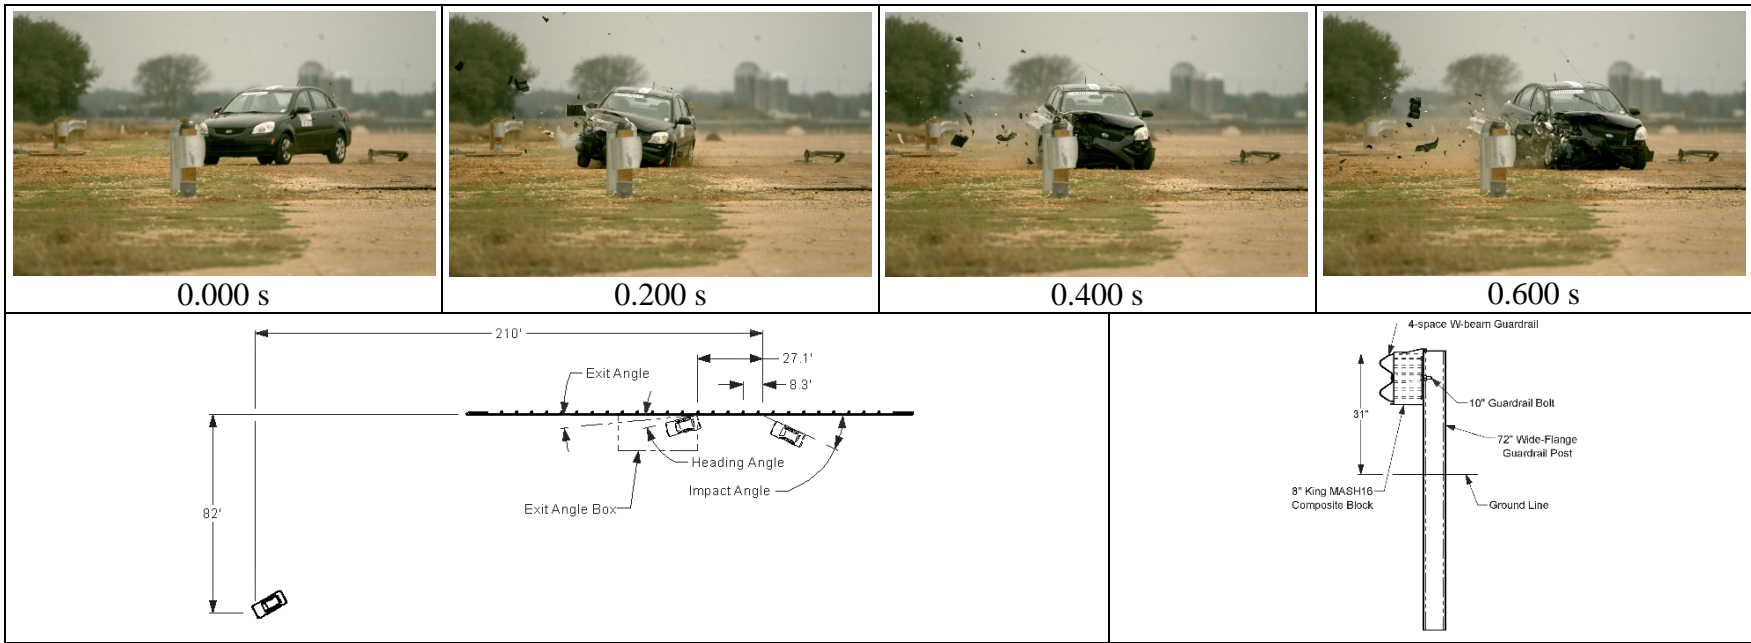 0.000 s
0.200 s
0.400 s
0.600 s
210'
27.1'
8.3'
Exit Angle
Heading Angle
Impact Angle
Exit Angle Box
82'
4-space W-beam Guardrail
10" Guardrail Bolt
31"
72" Wide-Flange
Guardrail Post
8" King MASH16
Composite Block
Ground Line